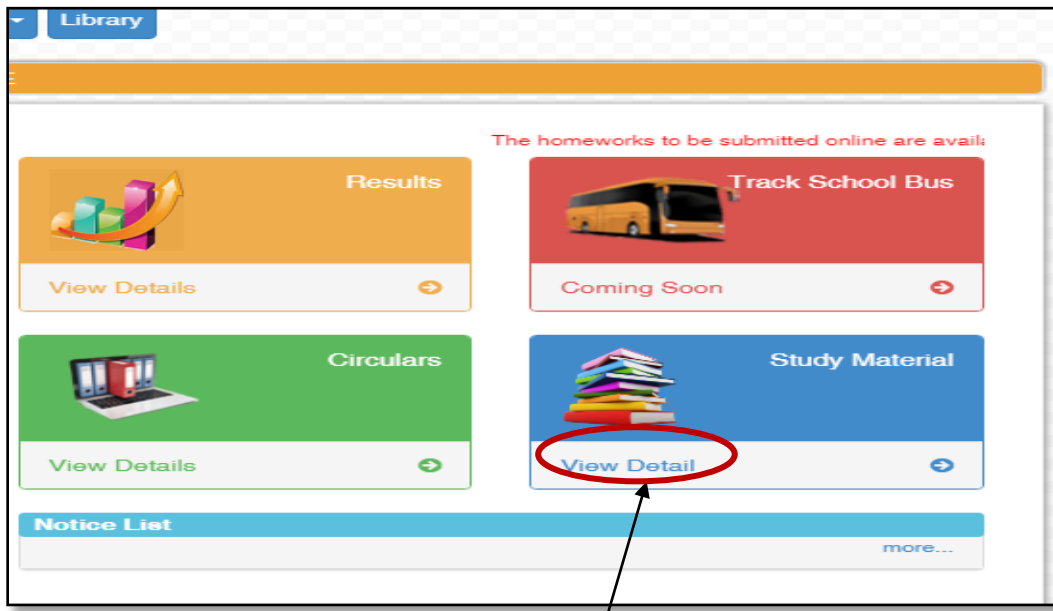 Library
The homeworks to be submitted online are avail
Results
Track School Bus
View Details
Coming Soon
Circulars
Study Material
View Details
View Detail
Notice List
more...